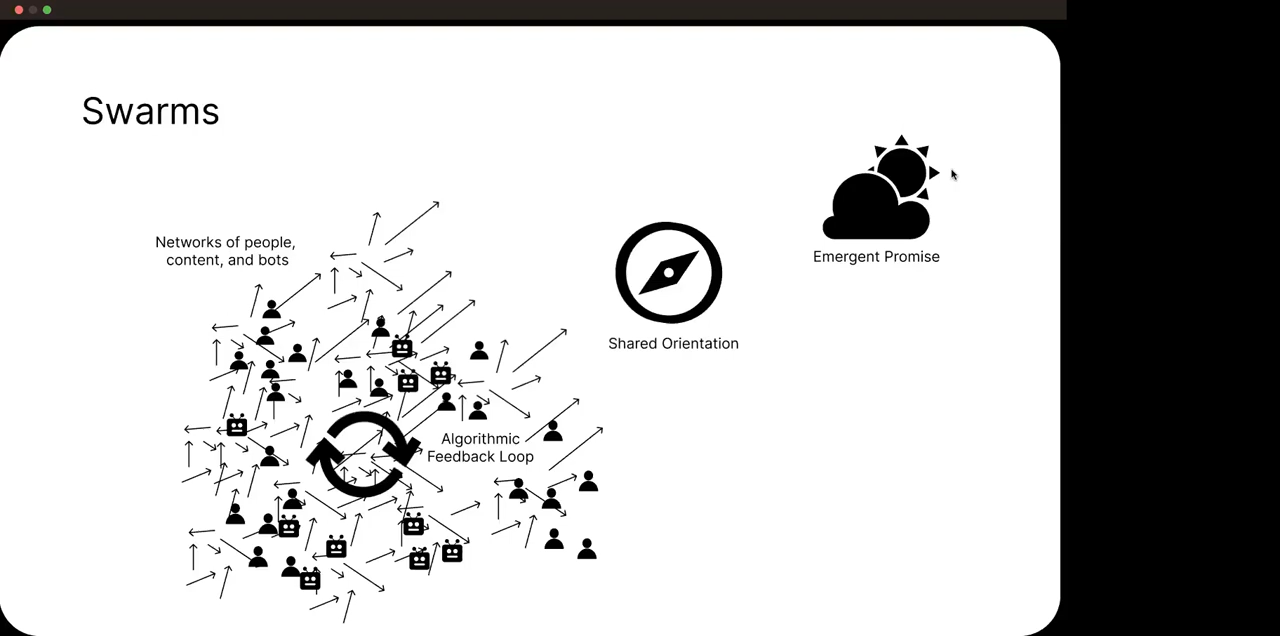 Swarms
Networks of people,
content, and bots
Emergent Promise
Shared Orientation
Algorithmic
Feedback Loop